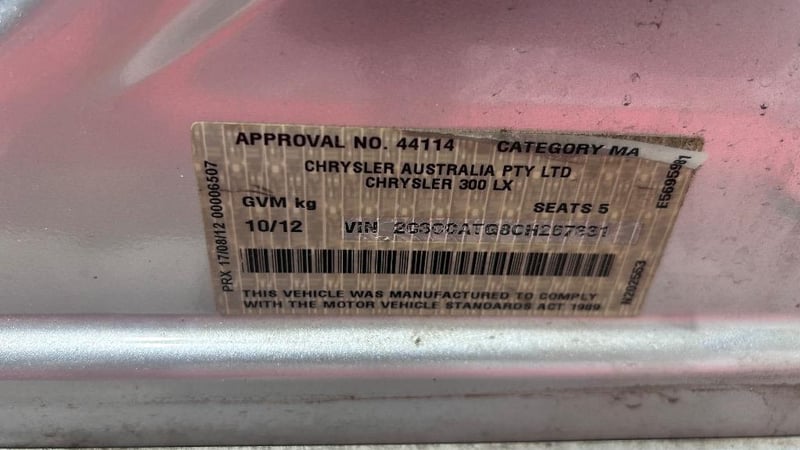 APPROVAL NO. 44114 CATEGORY MA
CHRYSLER AUSTRALIA PTY LTD
CHRYSLER 300 LX
GVM kg SEATS 5
10/12 VIN
THIS VEHICLE WAS MANUFACTURED TO COMPLY
WITH THE MOTOR VEHICLE STANDARDS ACT 1989
PRX 17/08/12 00006507